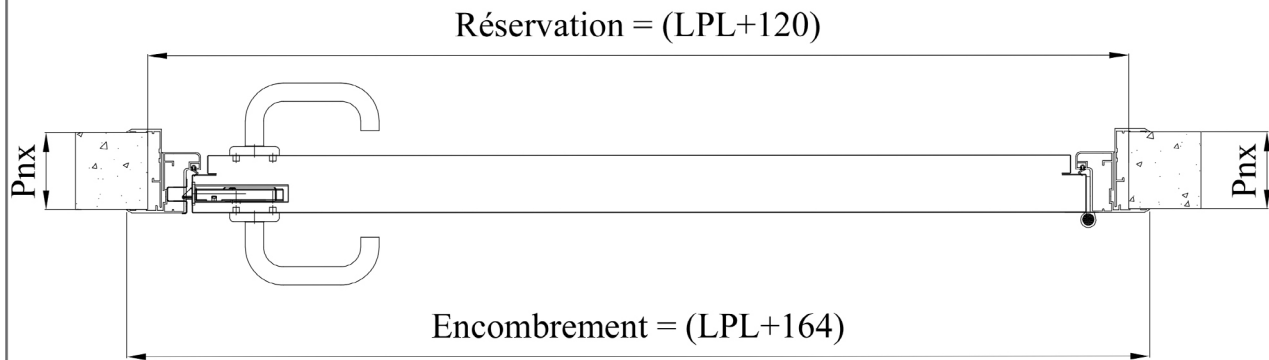 Réservation = (LPL+120)
Pnx
Pnx
Encombrement = (LPL+164)